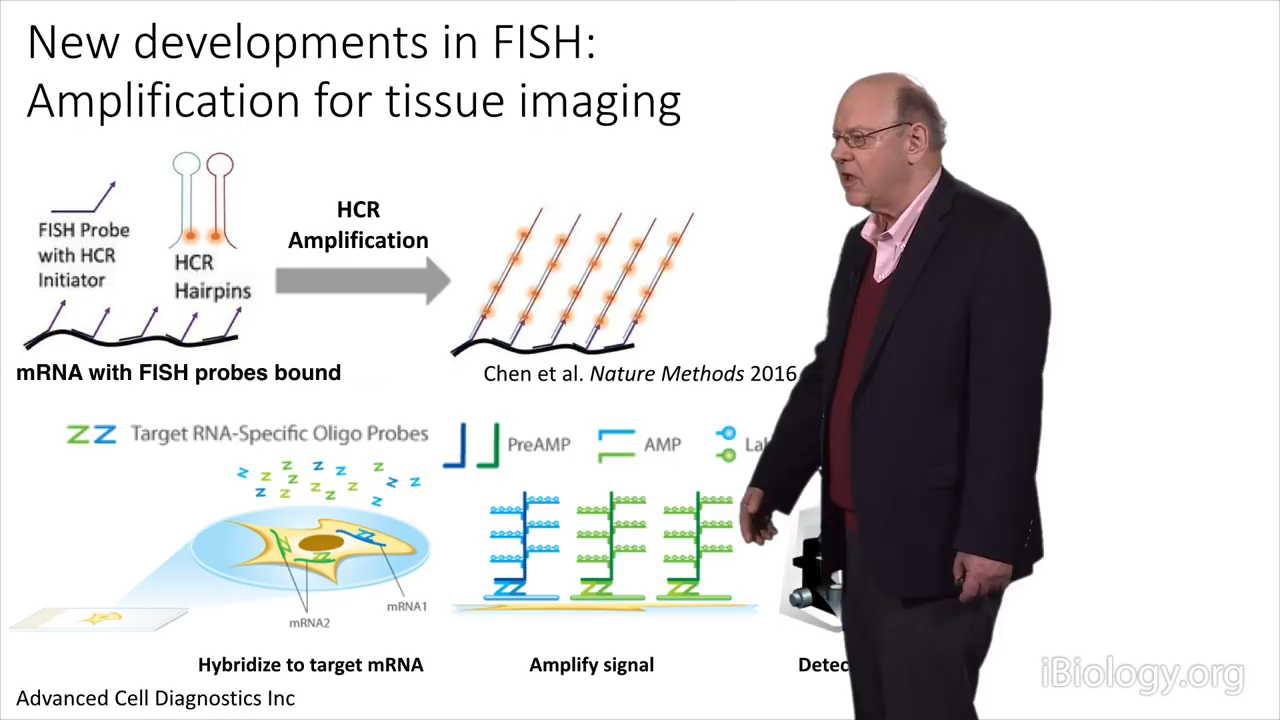 New developments in FISH:
Amplification for tissue imaging
FISH Probe
with HCR
Initiator
HCR
Hairpins
HCR
Amplification
mRNA with FISH probes bound
Chen et al. Nature Methods 2016
Target RNA-Specific Oligo Probes
PreAMP
AMP
mRNA1
mRNA2
Hybridize to target mRNA
Amplify signal
Advanced Cell Diagnostics Inc
iBiology.org